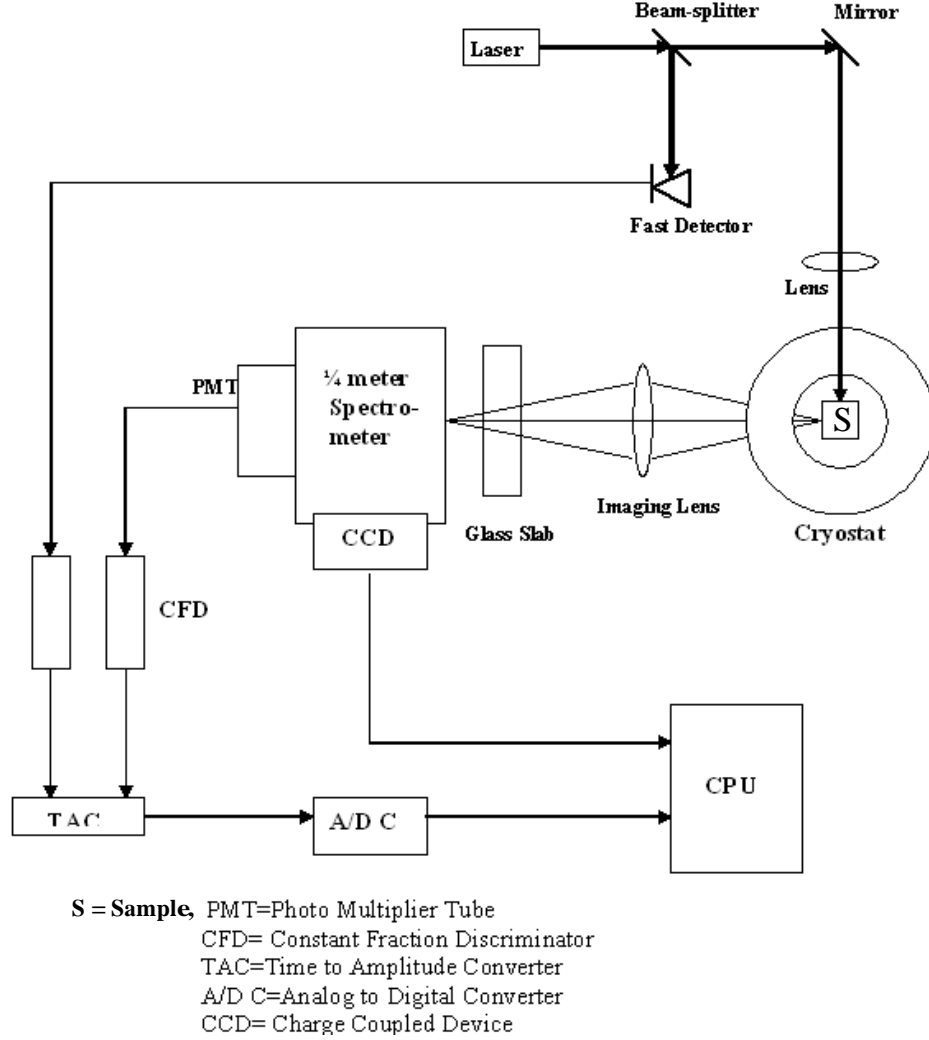 Beam-splitter
Mirror
Laser
Fast Detector
Lens
PMT
¼ meter
Spectro-
meter
S
Imaging Lens
Glass Slab
Cryostat
CCD
CFD
CPU
TAC
A/D C
S = Sample, PMT=Photo Multiplier Tube
CFD= Constant Fraction Discriminator
TAC=Time to Amplitude Converter
A/D C=Analog to Digital Converter
CCD= Charge Coupled Device